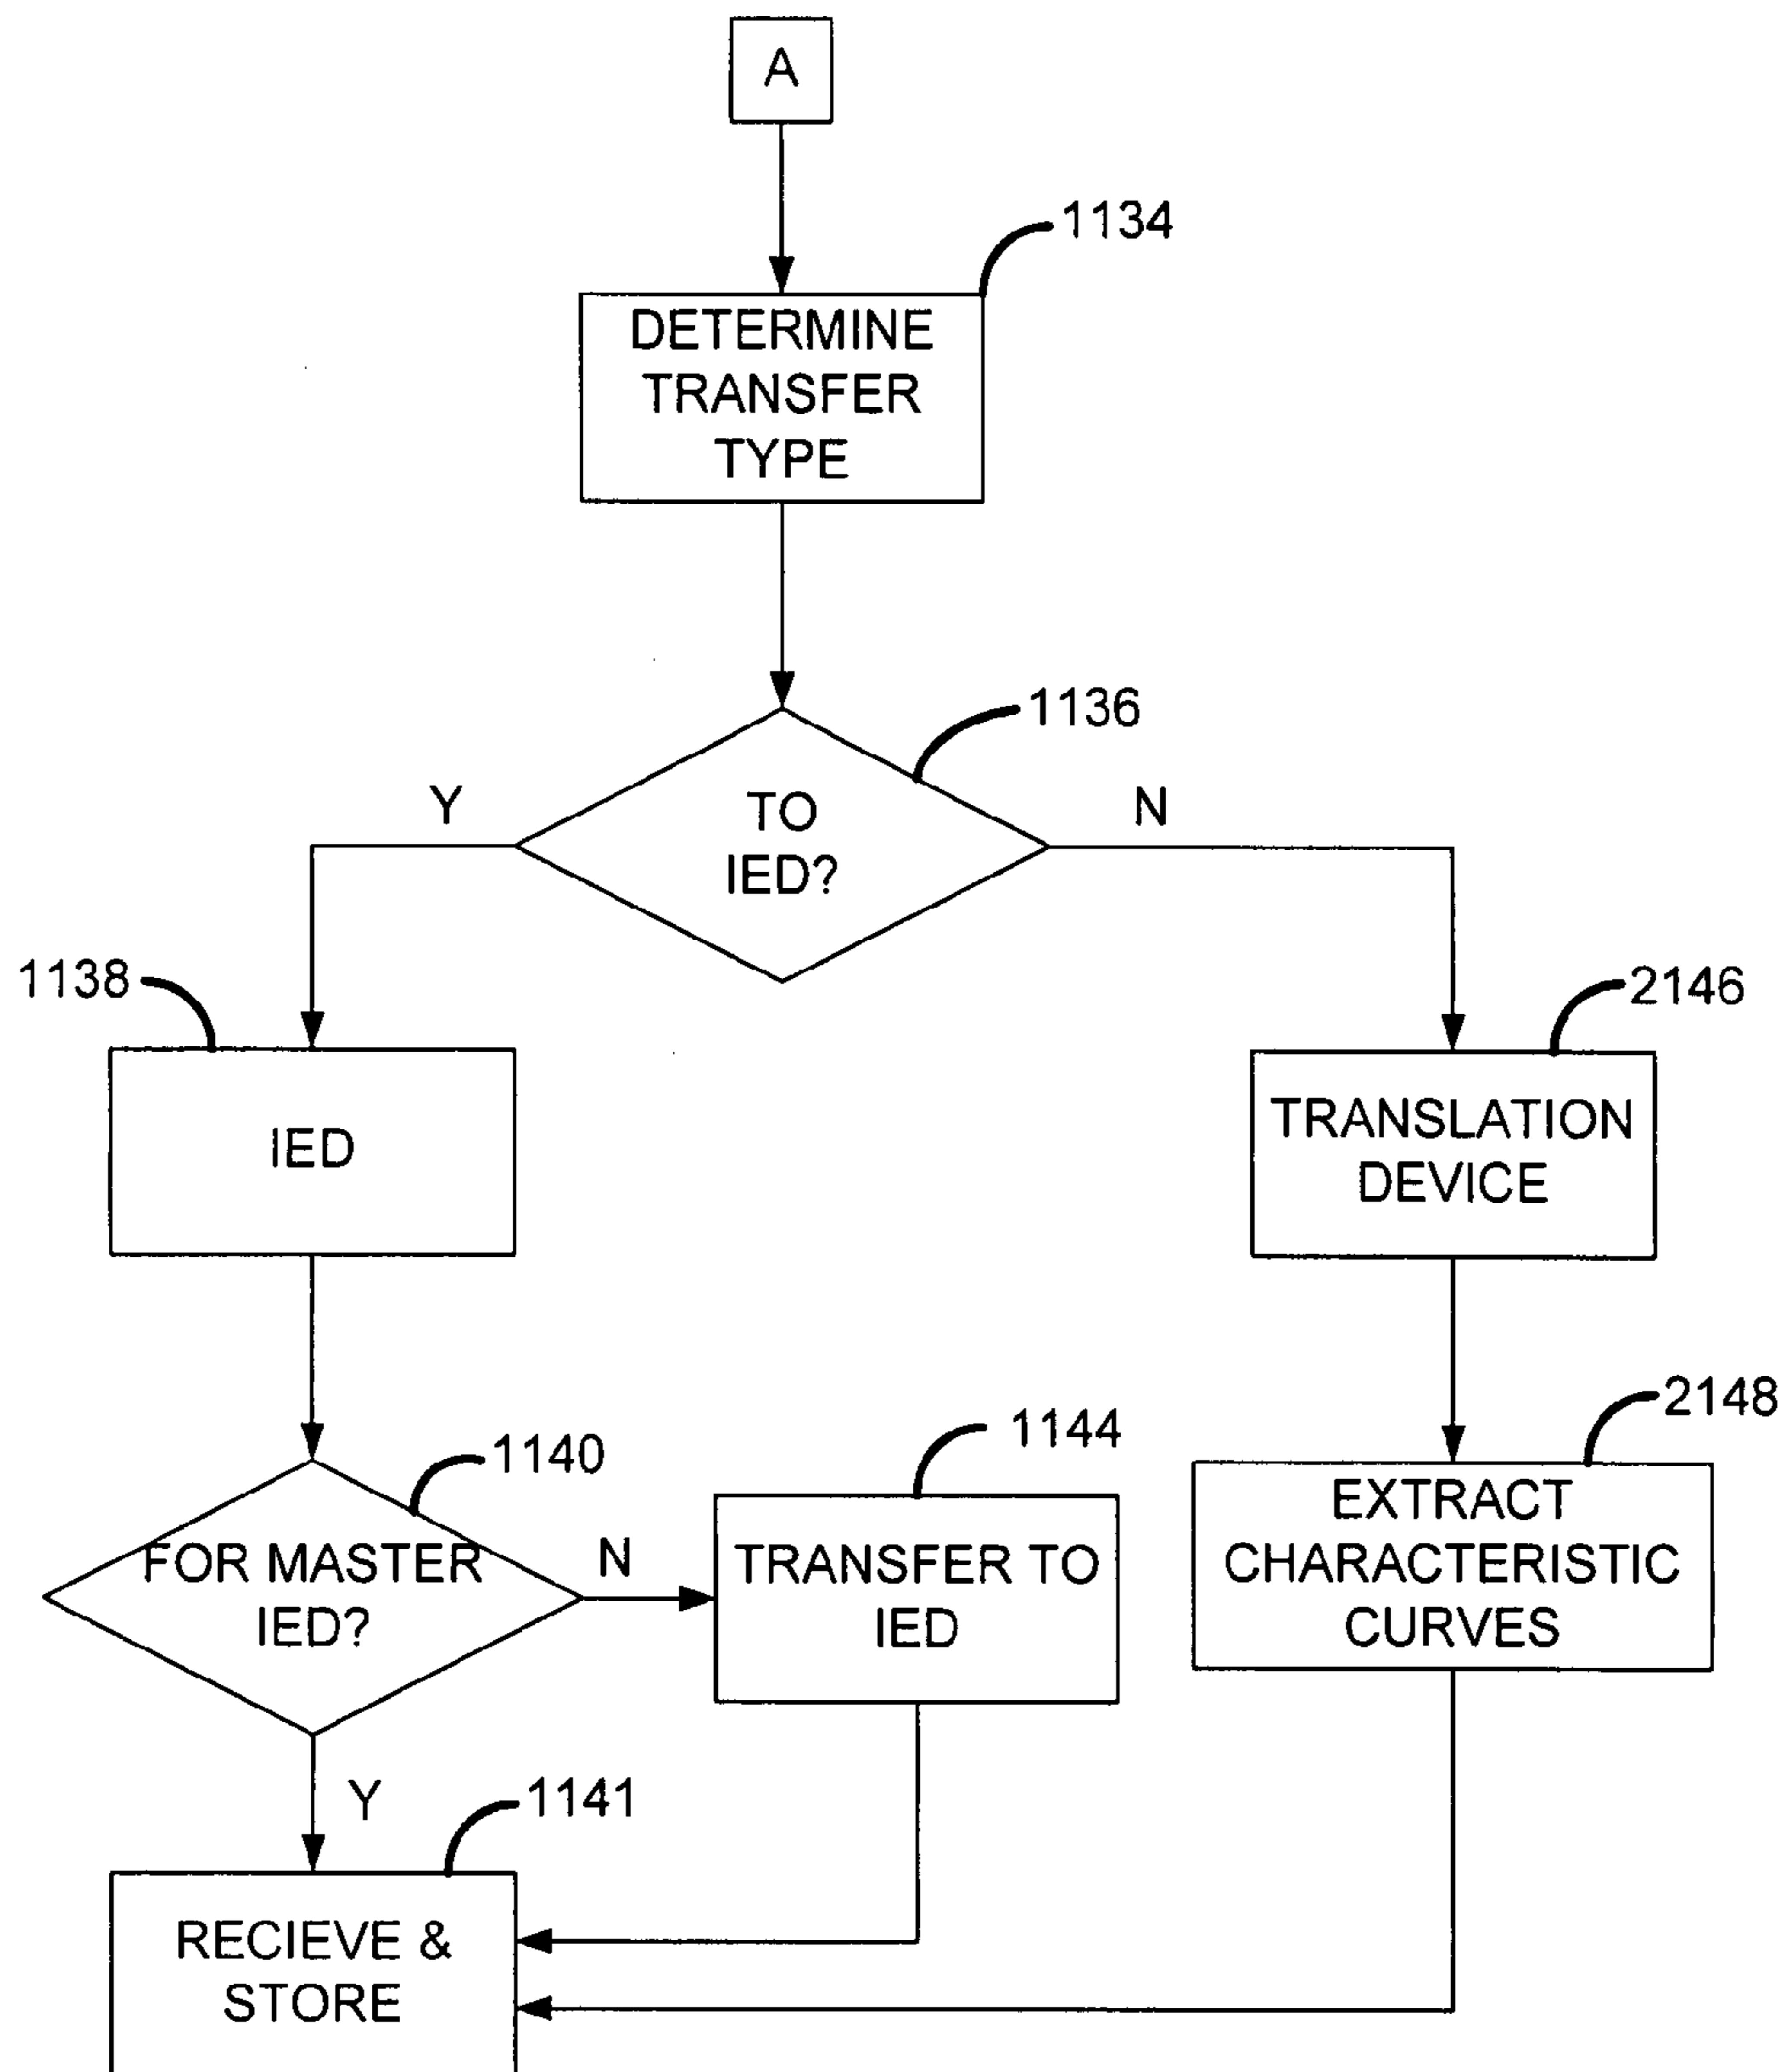 A
1134
DETERMINE
TRANSFER
TYPE
1136
Y
TO
IED?
N
1138
2146
IED
TRANSLATION
DEVICE
1140
1144
2148
FOR MASTER
IED?
N
TRANSFER TO
IED
EXTRACT
CHARACTERISTIC
CURVES
Y
1141
RECIEVE &
STORE